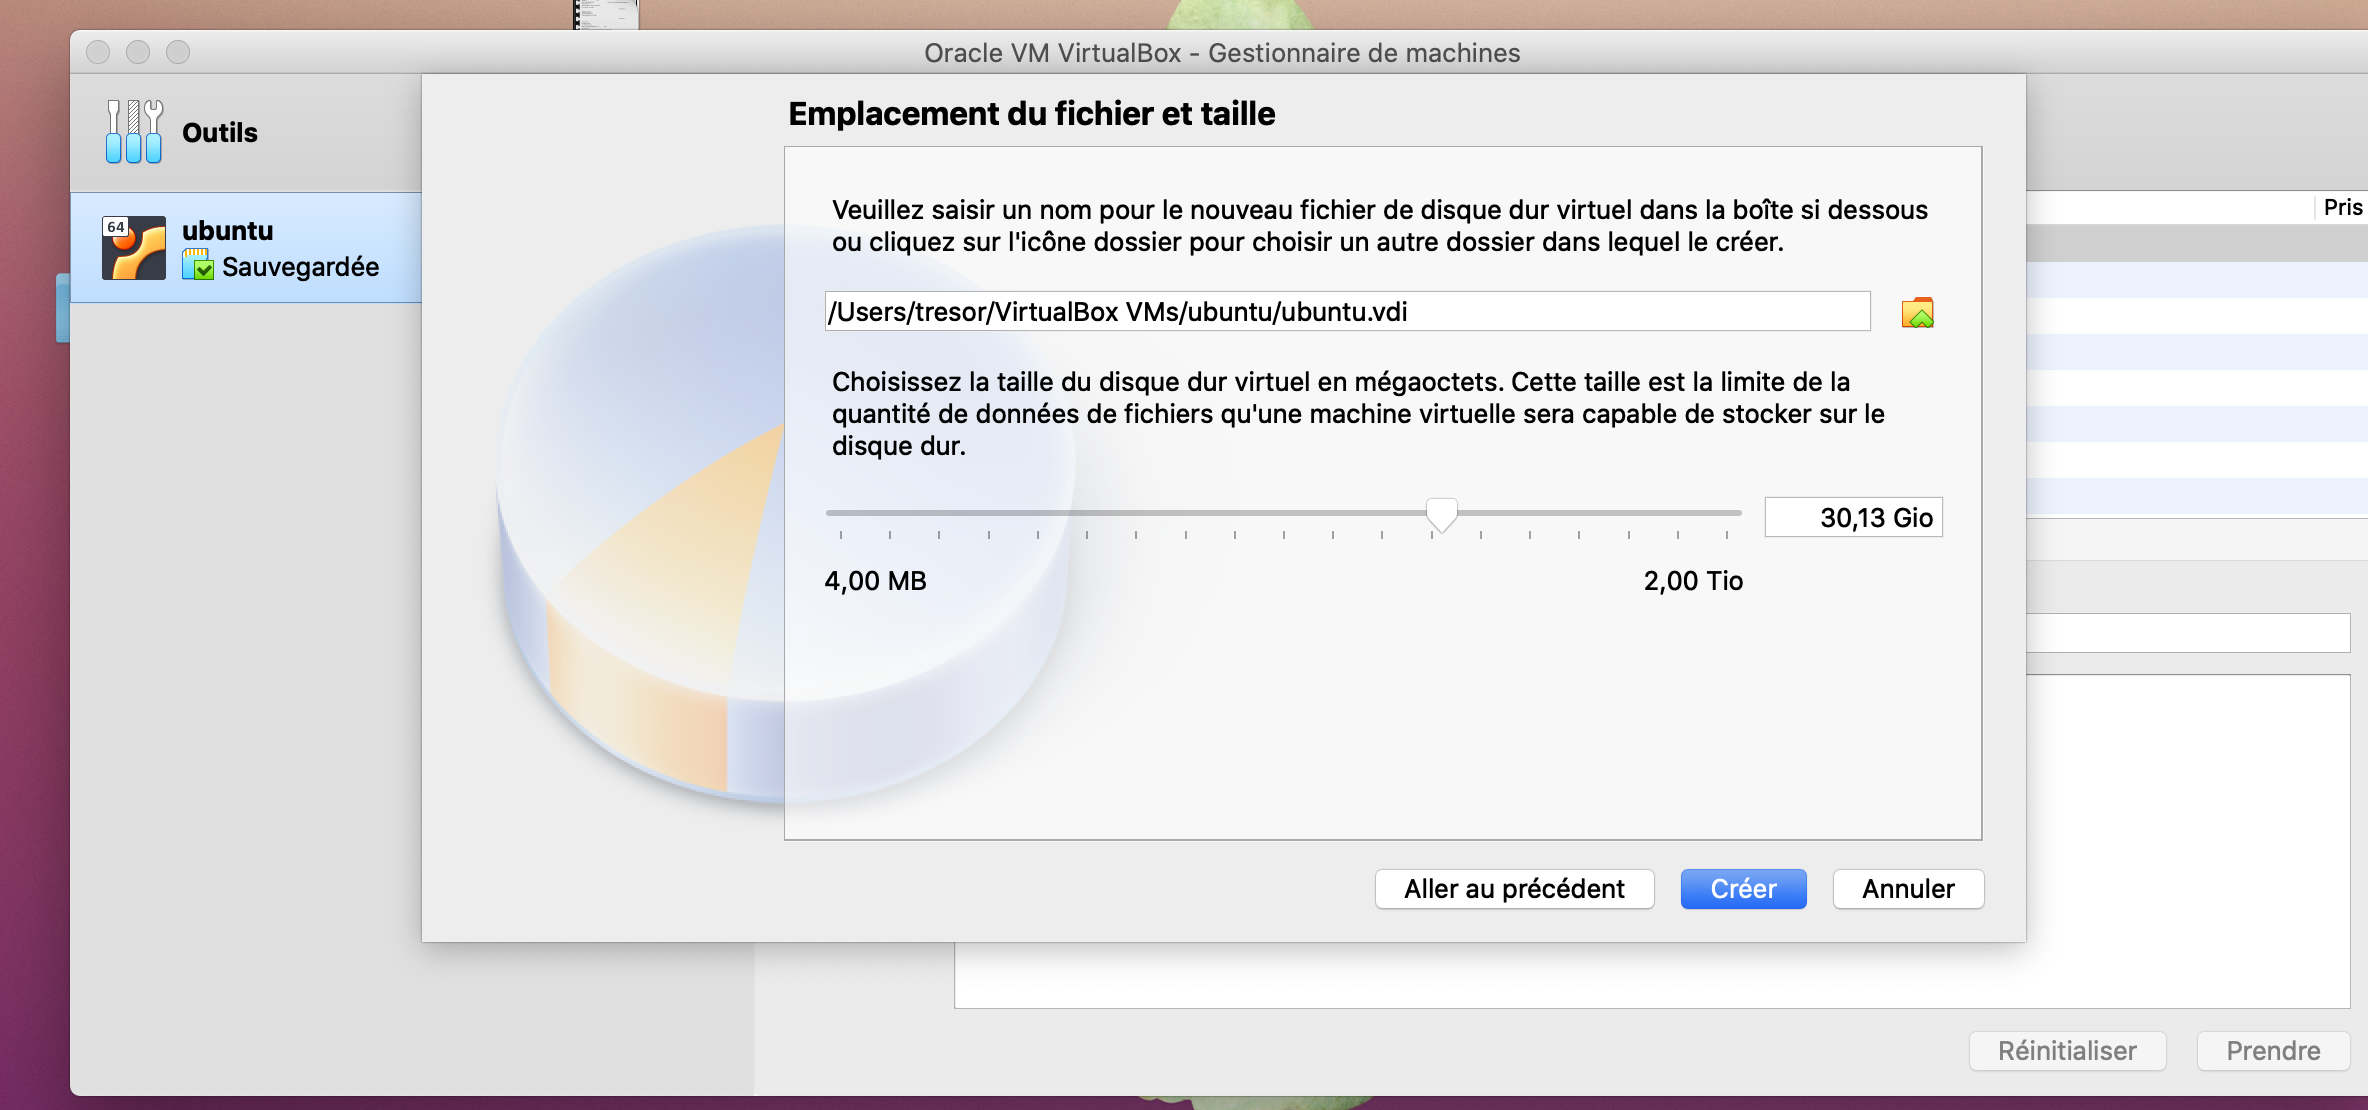 Oracle VM VirtualBox - Gestionnaire de machines
Outils
64
ubuntu
Sauvegardée
Emplacement du fichier et taille
Veuillez saisir un nom pour le nouveau fichier de disque dur virtuel dans la boîte si dessous
ou cliquez sur l'icône dossier pour choisir un autre dossier dans lequel le créer.
/Users/tresor/VirtualBox VMs/ubuntu/ubuntu.vdi
Choisissez la taille du disque dur virtuel en mégaoctets. Cette taille est la limite de la
quantité de données de fichiers qu'une machine virtuelle sera capable de stocker sur le
disque dur.
30,13 Gio
4,00 MB
2,00 Tio
Aller au précédent
Créer
Annuler
Pris
Réinitialiser
Prendre